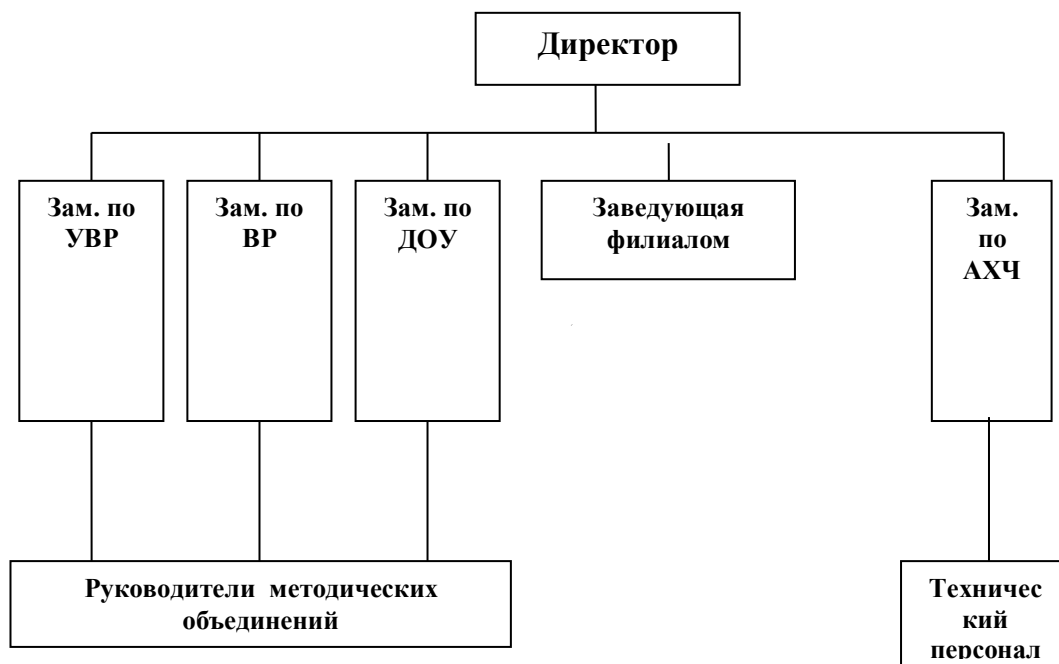 Директор
Зам. по
УВР
Зам. по
ВР
Зам. по
ДОУ
Заведующая
филиалом
Зам.
по
АХЧ
Руководители методических
объединений
Техничес
кий
персонал